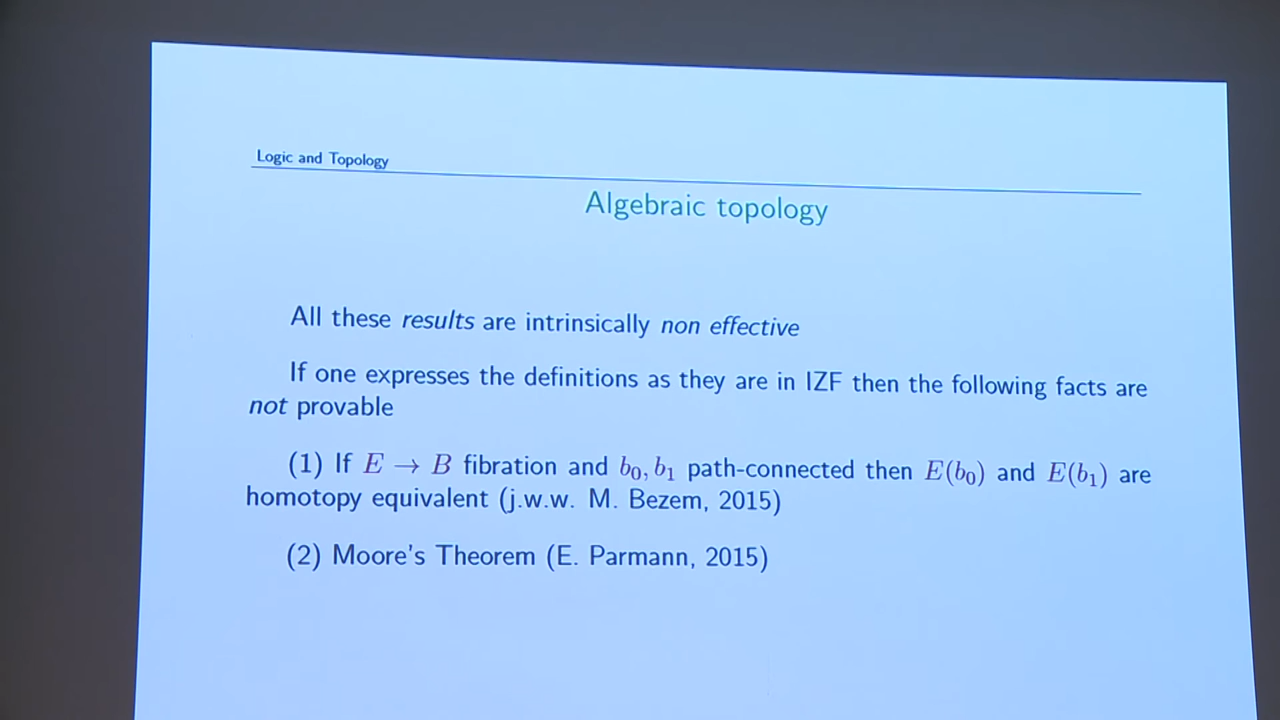 Logic and Topology
Algebraic topology
All these results are intrinsically non effective
If one expresses the definitions as they are in IZF then the following facts are
not provable
(1) If E → B fibration and b₀, b₁ path-connected then E(b₀) and E(b₁) are
homotopy equivalent (j.w.w. M. Bezem, 2015)
(2) Moore's Theorem (E. Parmann, 2015)